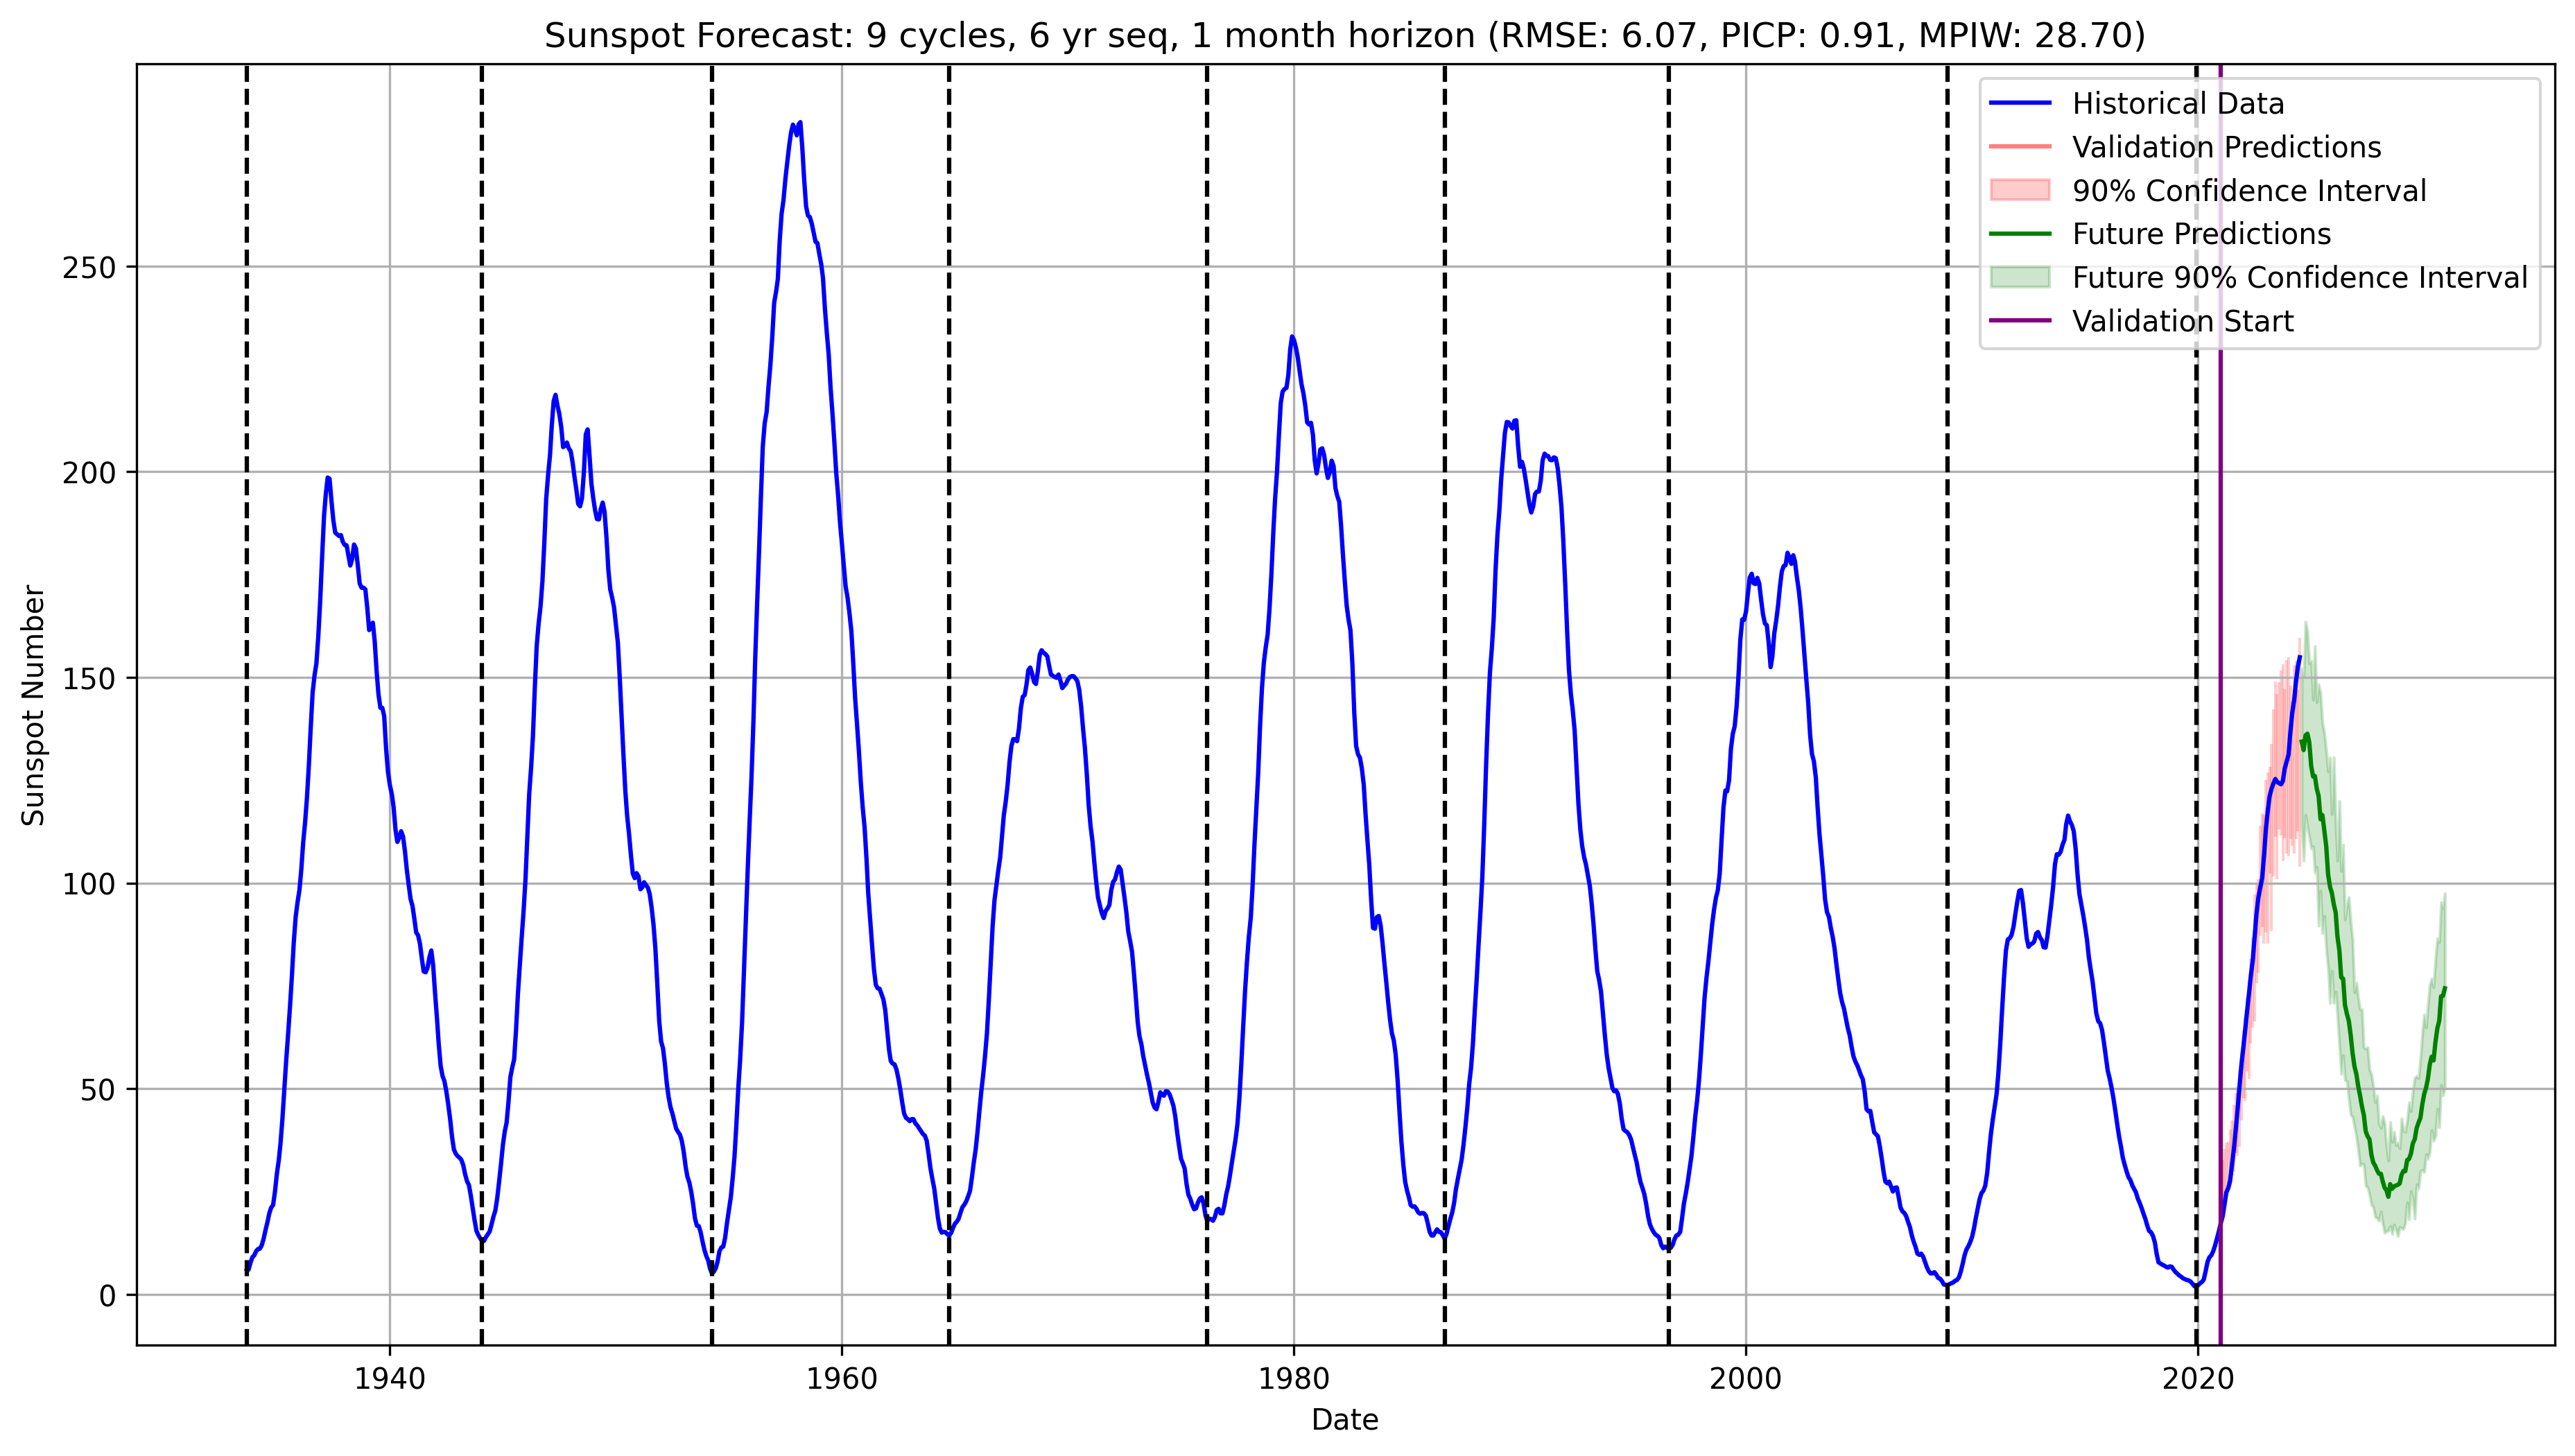 Sunspot Forecast: 9 cycles, 6 yr seq, 1 month horizon (RMSE: 6.07, PICP: 0.91, MPIW: 28.70)
Historical Data
Validation Predictions
90% Confidence Interval
Future Predictions
Future 90% Confidence Interval
Validation Start
Sunspot Number
250
200
150
100
50
0
1940
1960
1980
2000
2020
Date